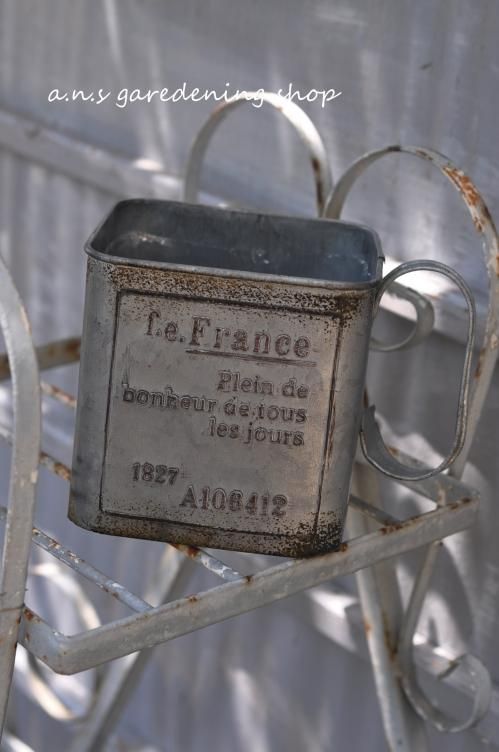 a.n.s garedening shop
f.e.France
Plein de
bonheur de tous
les jours
1827
A106412